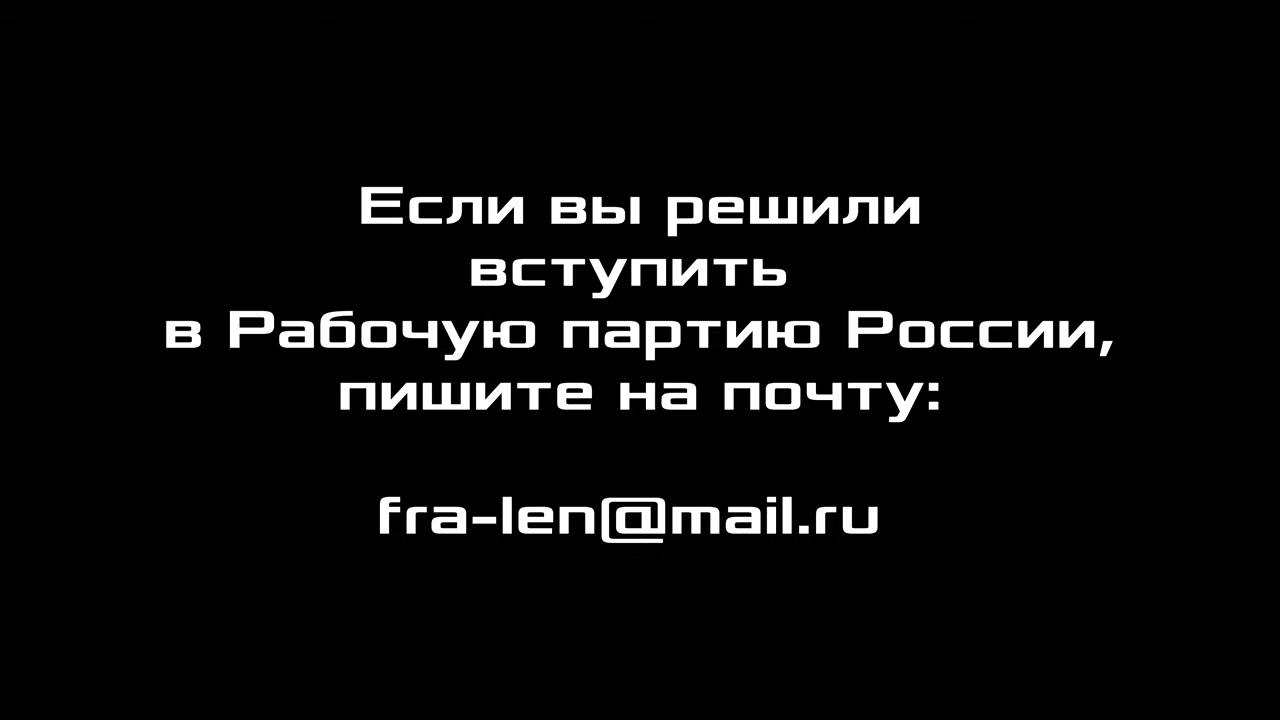 Если вы решили
вступить
в Рабочую партию России,
пишите на почту:
fra-len@mail.ru